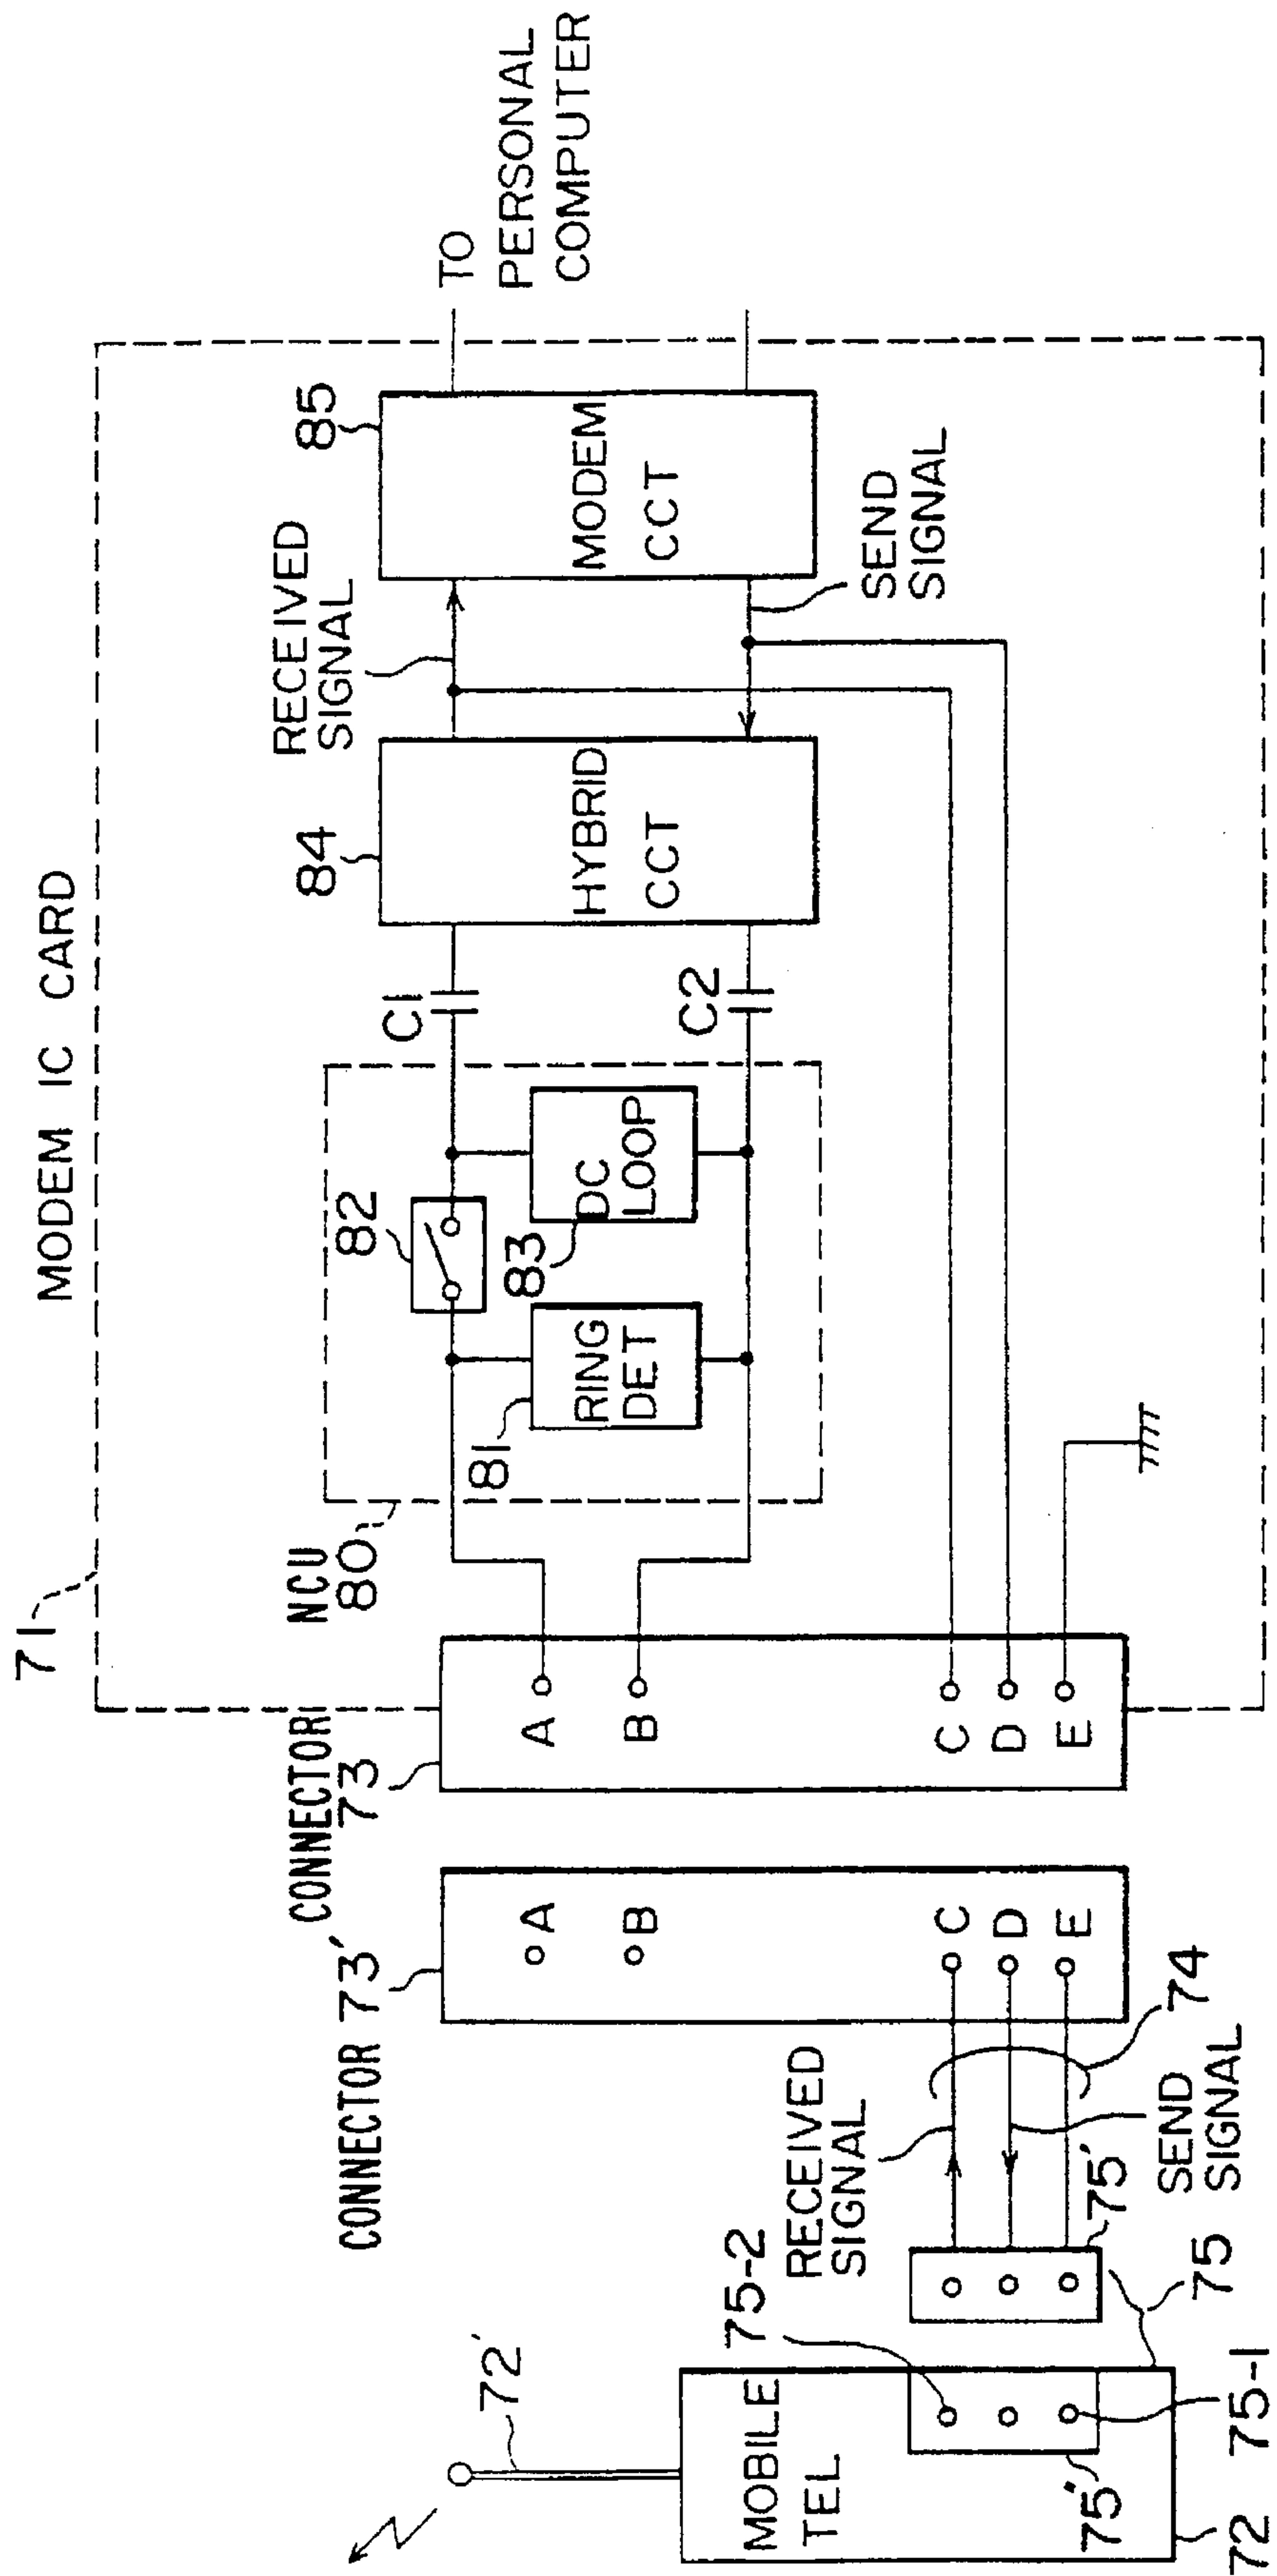 MODEM IC CARD
71
NCU
80
82
C1
84
RECEIVED
SIGNAL
85
TO
PERSONAL
COMPUTER
81
RING
DET
83
DC
LOOP
C2
HYBRID
CCT
MODEM
CCT
SEND
SIGNAL
CONNECTOR 73'
CONNECTOR
73
A
B
C
D
E
A
B
C
D
E
72'
MOBILE
TEL
75-2
RECEIVED
SIGNAL
74
SEND
SIGNAL
75'
75
75"
75-1
72